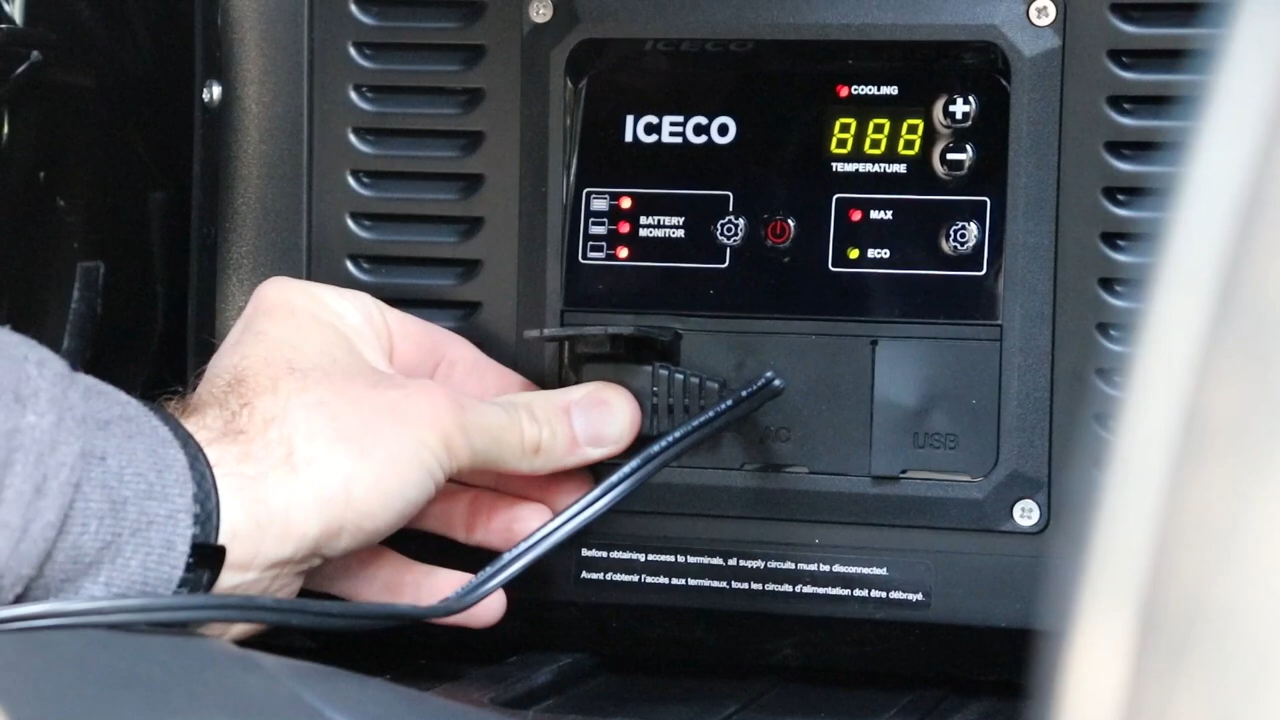 COOLING
ICECO
888
TEMPERATURE
BATTERY
MONITOR
MAX
ECO
AC
USB
Before obtaining access to terminals, all supply circuits must be disconnected.
Avant d'obtenir l'accès aux terminaux, tous les circuits d'alimentation doit être débrayé.